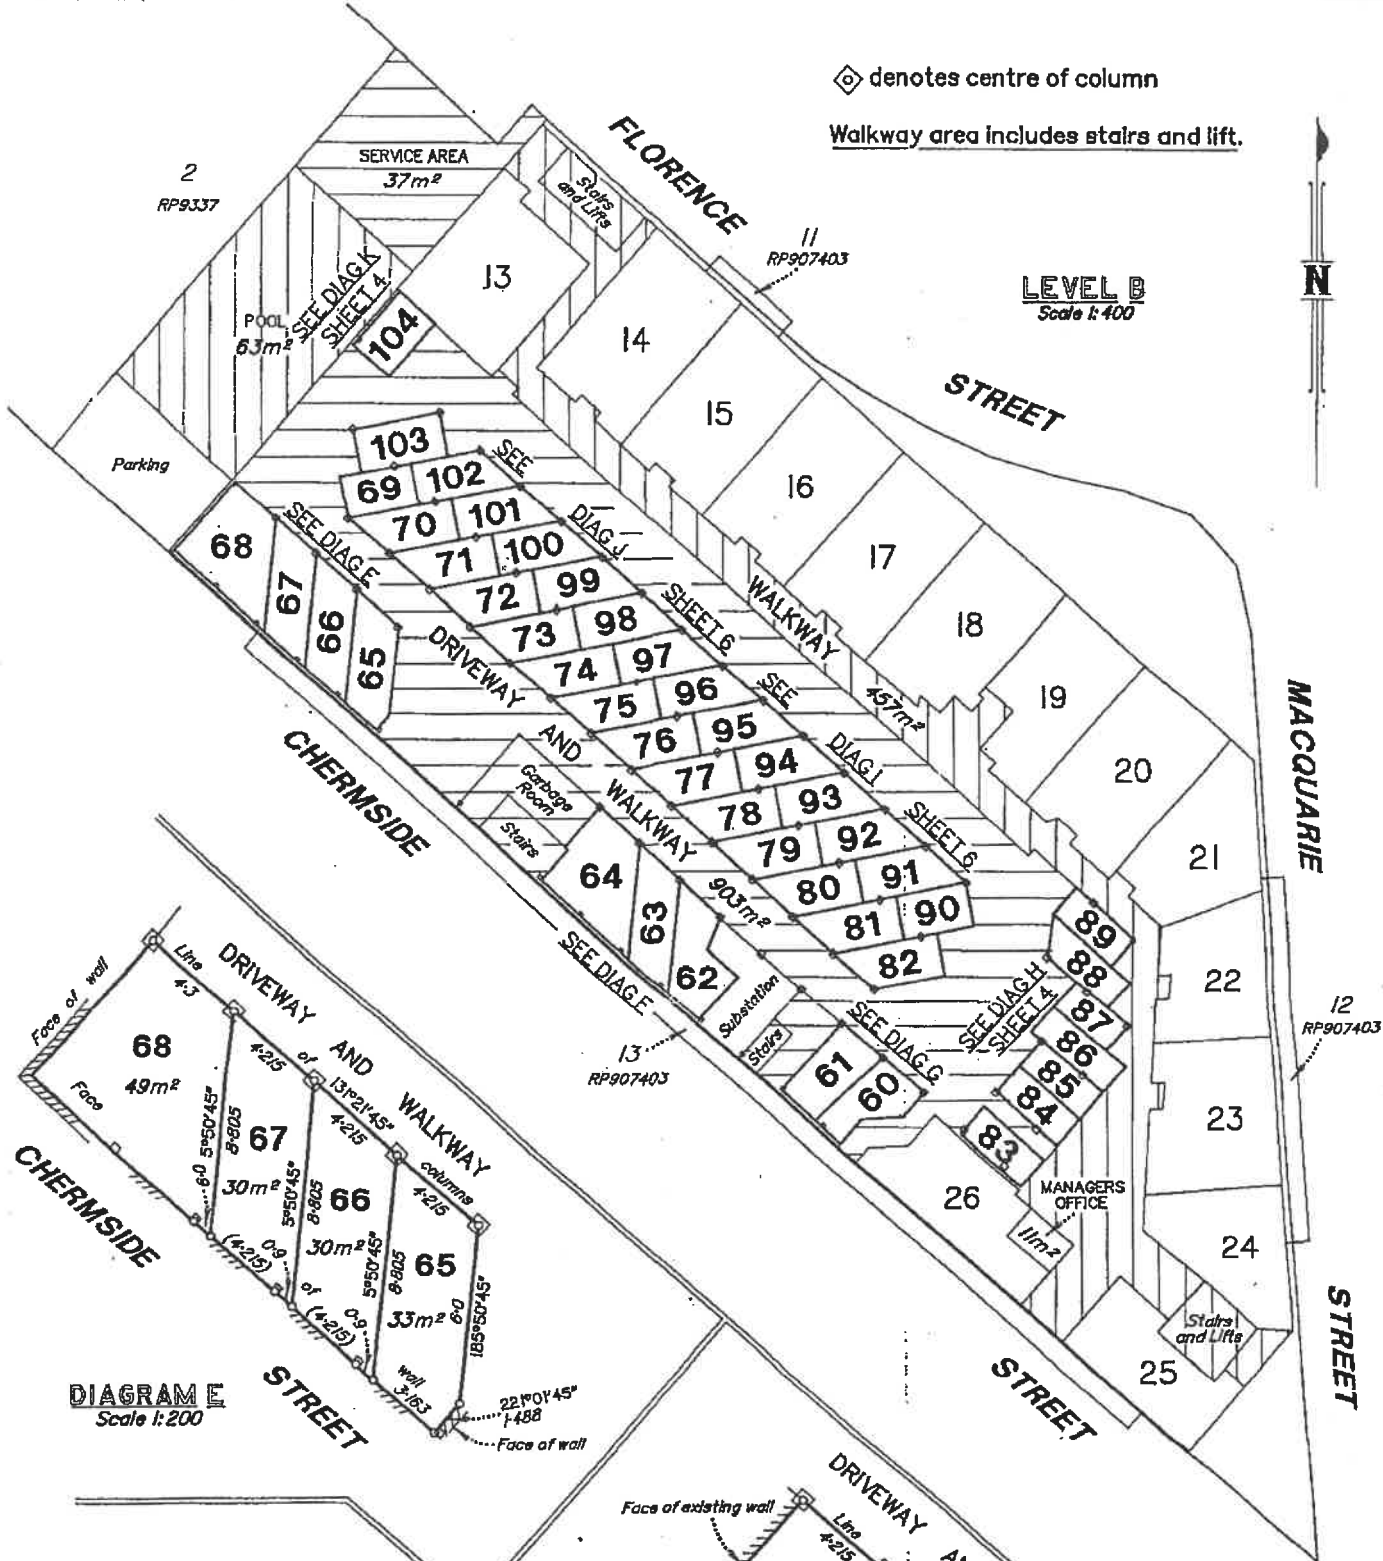 ◈ denotes centre of column
Walkway area includes stairs and lift.
FLORENCE
STREET
SERVICE AREA
37m²
2
RP9337
Stairs
and Lifts
11
RP907403
LEVEL B
Scale 1:400
N
13
POOL
63m²
SEE DIAG K
SHEET 4
104
14
15
16
17
18
19
20
21
22
23
24
25
26
Parking
103
102
69
70
101
71
100
72
99
73
98
74
97
75
96
76
95
77
94
78
93
79
92
80
91
81
90
82
68
67
66
65
SEE DIAG E
SEE
DIAG J
SHEET 6
SEE
DIAG I
SHEET 6
WALKWAY
457m²
DRIVEWAY
AND
WALKWAY
903m²
MACQUARIE
STREET
CHERMSIDE
STREET
Garbage
Room
Stairs
64
63
62
SEE DIAG F
Substation
Stairs
13
RP907403
SEE DIAG G
61
60
SEE DIAG H
SHEET 4
89
88
87
86
85
84
83
MANAGERS
OFFICE
11m²
12
RP907403
Stairs
and Lifts
Face of wall
Line
4·3
DRIVEWAY
AND
WALKWAY
4·215
of
131°21'45"
4·215
columns
4·215
68
49m²
Face
6·0
5°50'45"
8·805
67
30m²
5°50'45"
8·805
66
30m²
5°50'45"
8·805
65
33m²
6·0
185°50'45"
(4·215)
0·9
of
(4·215)
0·9
wall
3·163
221°01'45"
1·488
Face of wall
CHERMSIDE
STREET
DIAGRAM E
Scale 1:200
Face of existing wall
DRIVEWAY
Line
4·215